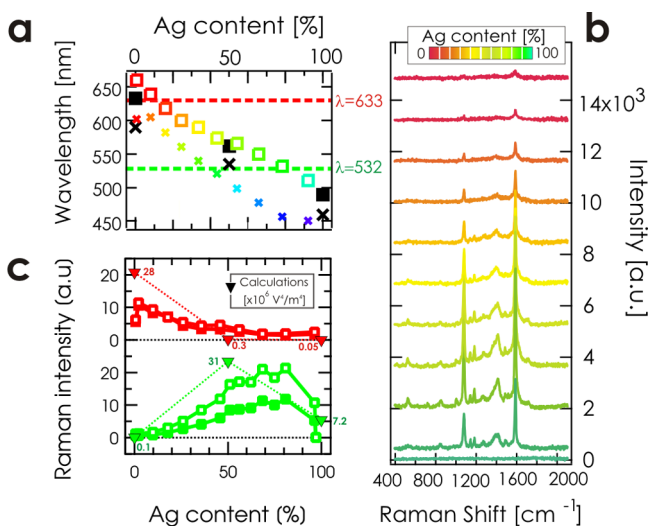 a
Ag content [%]
0
50
100
Wavelength [nm]
650
600
550
500
450
λ=633
λ=532
b
Ag content [%]
0
100
14x10³
12
10
8
6
4
2
0
Intensity [a.u.]
400
800
1200
1600
2000
Raman Shift [cm⁻¹]
c
Raman intensity (a.u)
20
10
0
20
10
0
Calculations
[x10⁶ V⁴/m⁴]
28
0.3
0.05
31
7.2
0.1
0
50
100
Ag content (%)